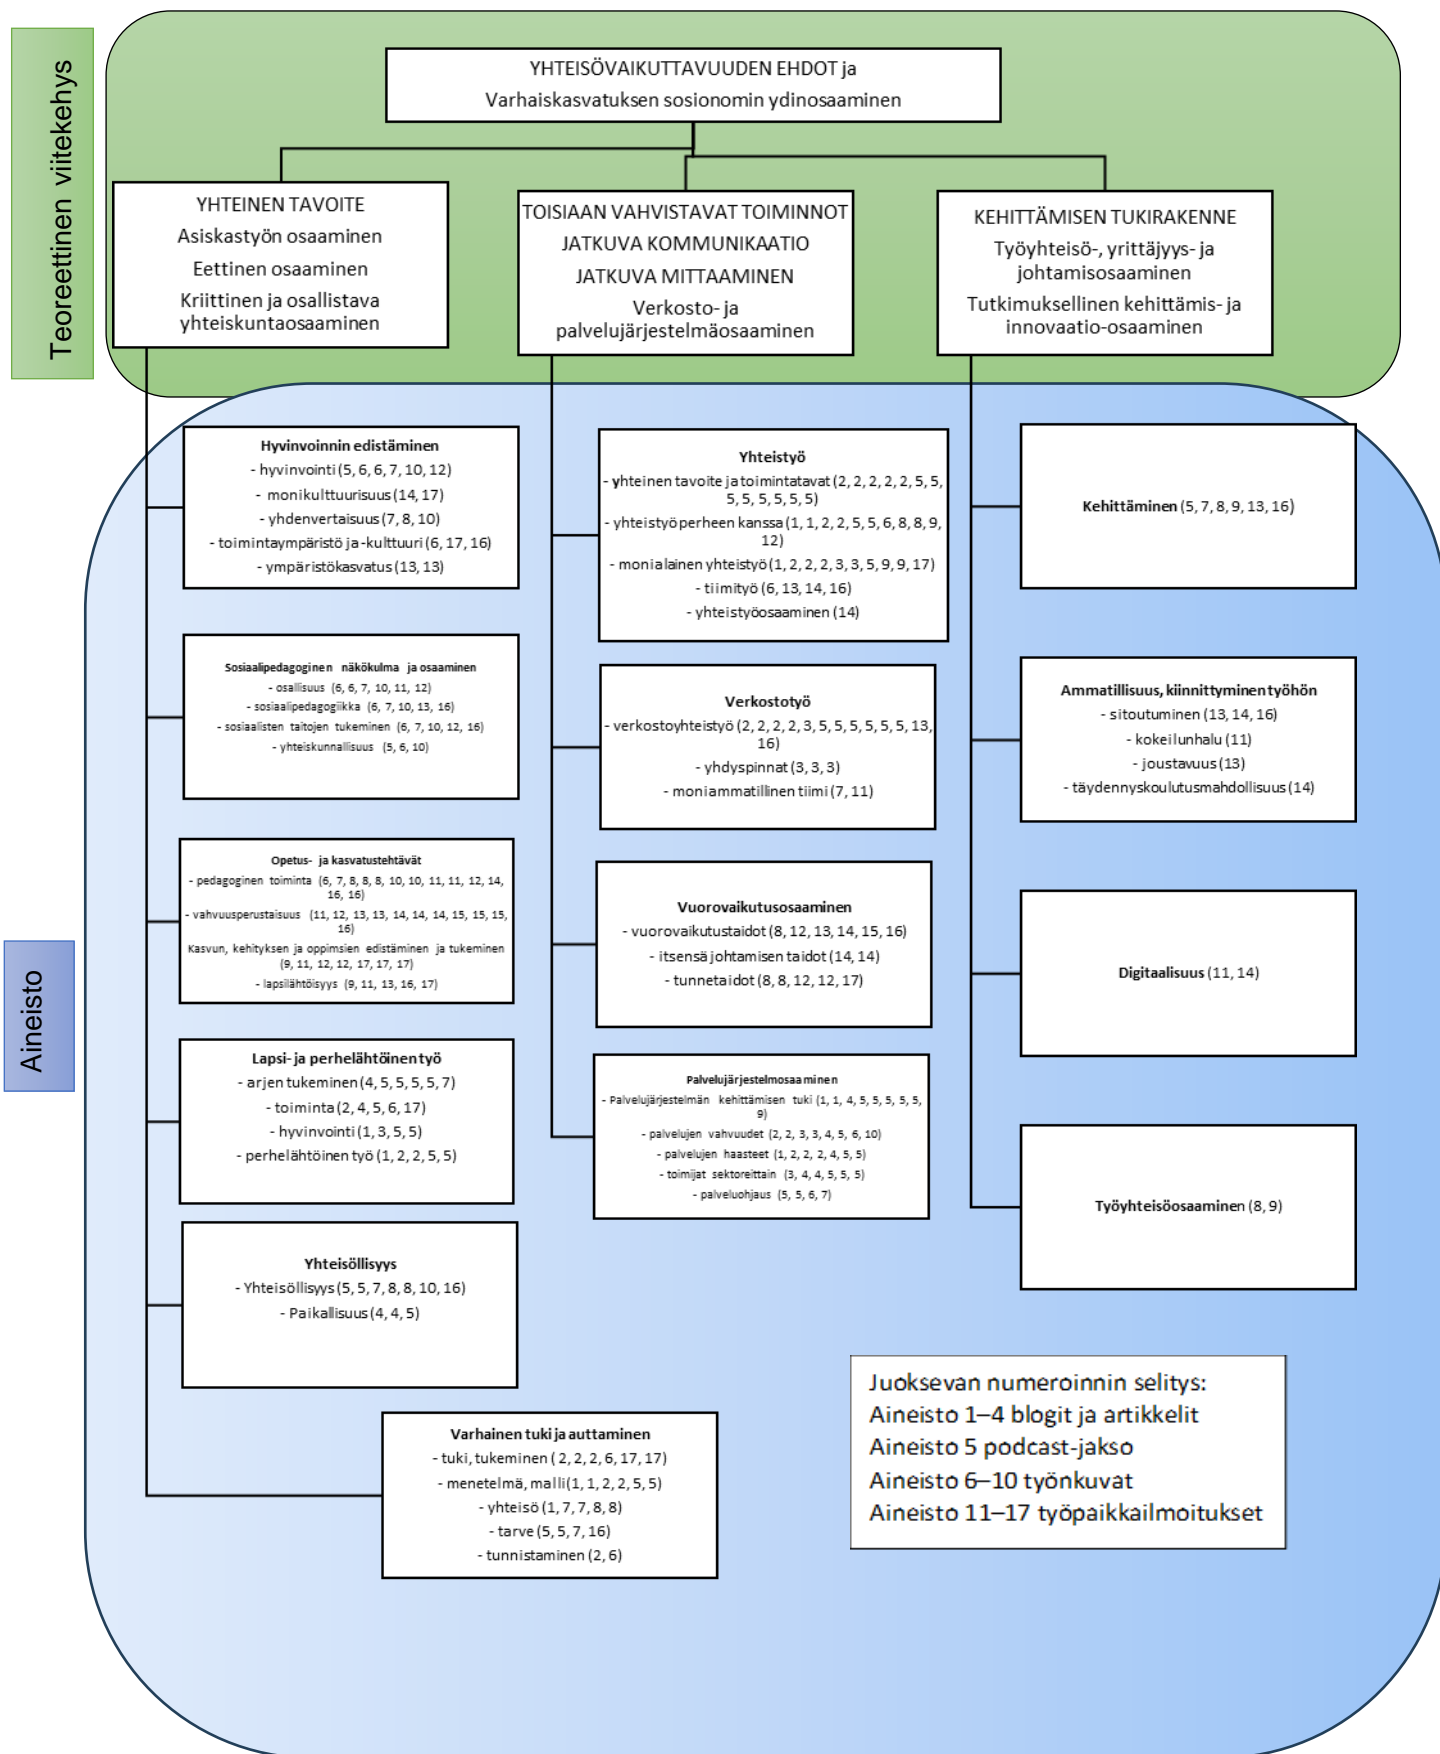 Teoreettinen viitekehys
YHTEISÖVAIKUTTAVUUDEN EHDOT ja
Varhaiskasvatuksen sosionomin ydinosaaminen
YHTEINEN TAVOITE
Asiskastyön osaaminen
Eettinen osaaminen
Kriittinen ja osallistava
yhteiskuntaosaaminen
TOISIAAN VAHVISTAVAT TOIMINNOT
JATKUVA KOMMUNIKAATIO
JATKUVA MITTAAMINEN
Verkosto- ja
palvelujärjestelmäosaaminen
KEHITTÄMISEN TUKIRAKENNE
Työyhteisö-, yrittäjyys- ja
johtamisosaaminen
Tutkimuksellinen kehittämis- ja
innovaatio-osaaminen
Aineisto
Hyvinvoinnin edistäminen
- hyvinvointi (5, 6, 6, 7, 10, 12)
- monikulttuurisuus (14, 17)
- yhdenvertaisuus (7, 8, 10)
- toimintaympäristö ja -kulttuuri (6, 17, 16)
- ympäristökasvatus (13, 13)
Sosiaalipedagoginen näkökulma ja osaaminen
- osallisuus (6, 6, 7, 10, 11, 12)
- sosiaalipedagogiikka (6, 7, 10, 13, 16)
- sosiaalisten taitojen tukeminen (6, 7, 10, 12, 16)
- yhteiskunnallisuus (5, 6, 10)
Opetus- ja kasvatustehtävät
- pedagoginen toiminta (6, 7, 8, 8, 8, 10, 10, 11, 11, 12, 14,
16, 16)
- vahvuusperustaisuus (11, 12, 13, 13, 14, 14, 14, 15, 15, 15,
16)
Kasvun, kehityksen ja oppimsien edistäminen ja tukeminen
(9, 11, 12, 12, 17, 17, 17)
- lapsilähtöisyys (9, 11, 13, 16, 17)
Lapsi- ja perhelähtöinen työ
- arjen tukeminen (4, 5, 5, 5, 5, 7)
- toiminta (2, 4, 5, 6, 17)
- hyvinvointi (1, 3, 5, 5)
- perhelähtöinen työ (1, 2, 2, 5, 5)
Yhteisöllisyys
- Yhteisöllisyys (5, 5, 7, 8, 8, 10, 16)
- Paikallisuus (4, 4, 5)
Varhainen tuki ja auttaminen
- tuki, tukeminen ( 2, 2, 2, 6, 17, 17)
- menetelmä, malli (1, 1, 2, 2, 5, 5)
- yhteisö (1, 7, 7, 8, 8)
- tarve (5, 5, 7, 16)
- tunnistaminen (2, 6)
Yhteistyö
- yhteinen tavoite ja toimintatavat (2, 2, 2, 2, 2, 5, 5,
5, 5, 5, 5, 5, 5)
- yhteistyö perheen kanssa (1, 1, 2, 2, 5, 5, 6, 8, 8, 9,
12)
- monialainen yhteistyö (1, 2, 2, 2, 3, 3, 5, 9, 9, 17)
- tiimityö (6, 13, 14, 16)
- yhteistyöosaaminen (14)
Verkostotyö
- verkostoyhteistyö (2, 2, 2, 2, 3, 5, 5, 5, 5, 5, 5, 13,
16)
- yhdyspinnat (3, 3, 3)
- moniammatillinen tiimi (7, 11)
Vuorovaikutusosaaminen
- vuorovaikutustaidot (8, 12, 13, 14, 15, 16)
- itsensä johtamisen taidot (14, 14)
- tunnetaidot (8, 8, 12, 12, 17)
Palvelujärjestelmosaaminen
- Palvelujärjestelmän kehittämisen tuki (1, 1, 4, 5, 5, 5, 5, 5,
9)
- palvelujen vahvuudet (2, 2, 3, 3, 4, 5, 6, 10)
- palvelujen haasteet (1, 2, 2, 2, 4, 5, 5)
- toimijat sektoreittain (3, 4, 4, 5, 5, 5)
- palveluohjaus (5, 5, 6, 7)
Kehittäminen (5, 7, 8, 9, 13, 16)
Ammatillisuus, kiinnittyminen työhön
- sitoutuminen (13, 14, 16)
- kokeilunhalu (11)
- joustavuus (13)
- täydennyskoulutusmahdollisuus (14)
Digitaalisuus (11, 14)
Työyhteisöosaaminen (8, 9)
Juoksevan numeroinnin selitys:
Aineisto 1–4 blogit ja artikkelit
Aineisto 5 podcast-jakso
Aineisto 6–10 työnkuvat
Aineisto 11–17 työpaikkailmoitukset